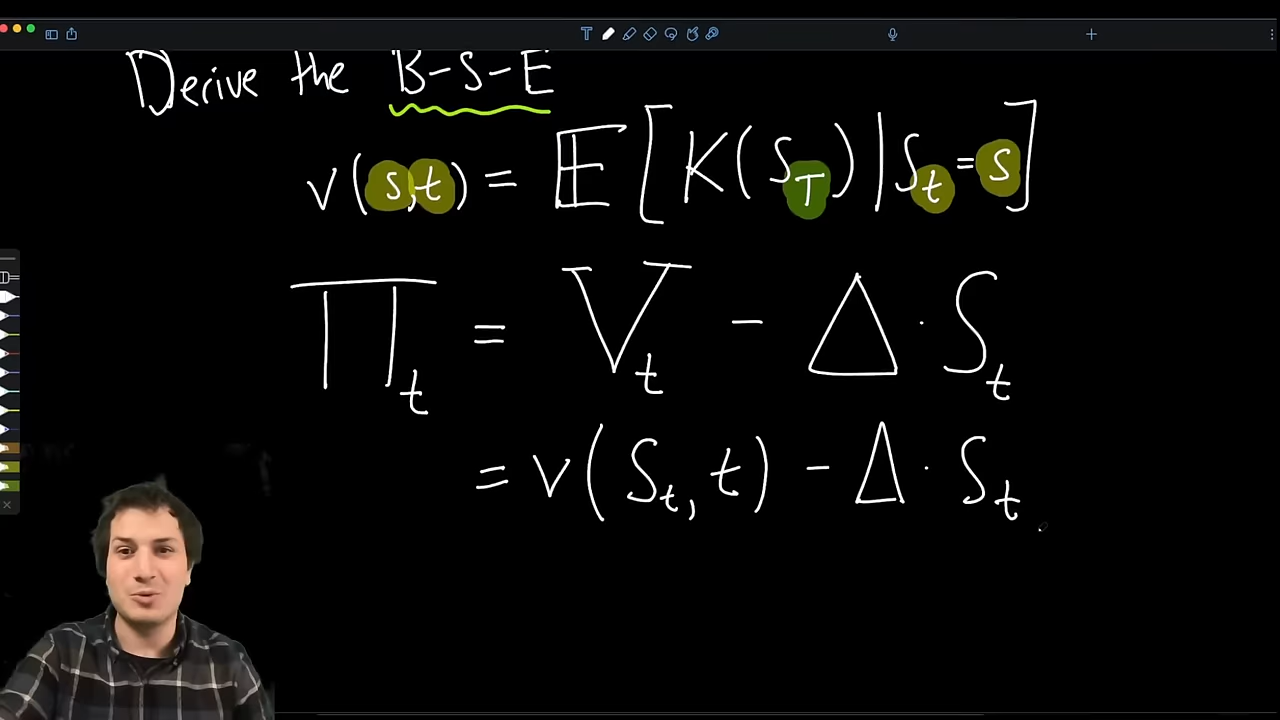 Derive the B-S-E
v(s,t) = E[K(S_T)|S_t=s]
Π_t = V_t - Δ · S_t
= v(S_t, t) - Δ · S_t